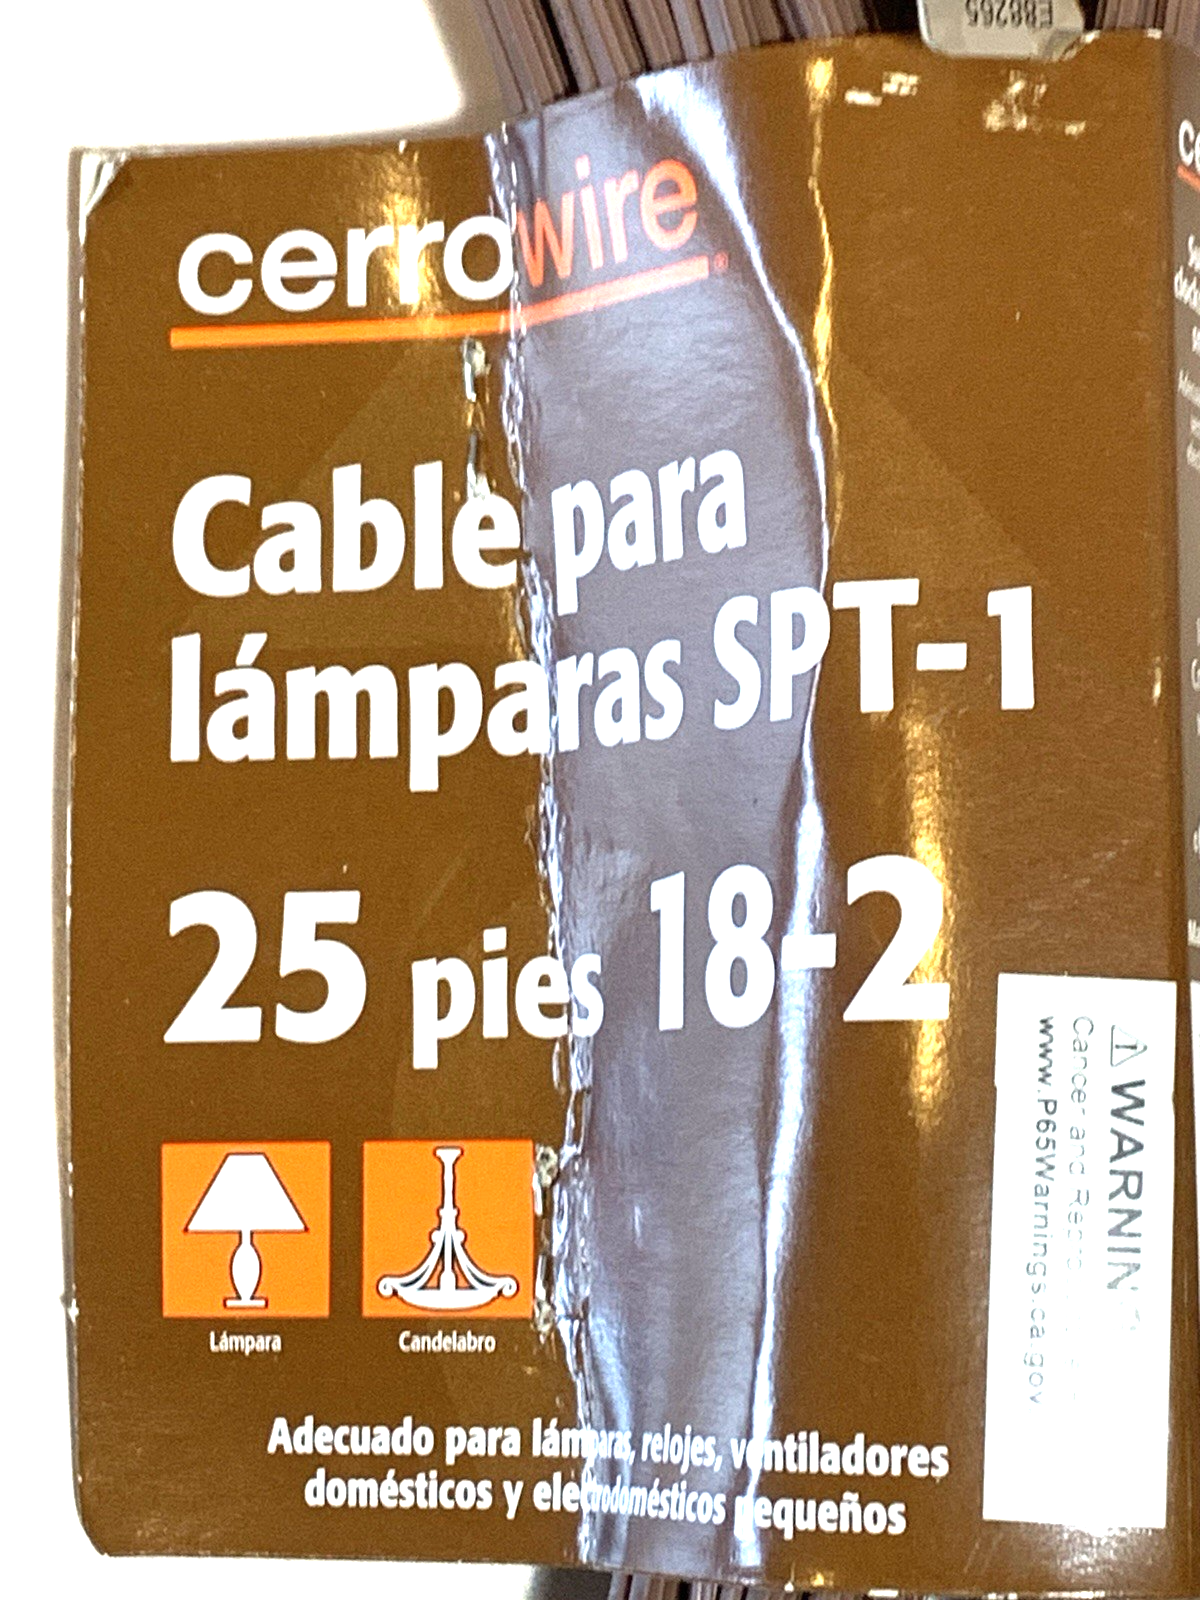 E88265
cerrowire®
Cable para
lámparas SPT-1
25 pies 18-2
Lámpara
Candelabro
Adecuado para lámparas, relojes, ventiladores
domésticos y electrodomésticos pequeños
WARNIN
Cancer and
www.P65Warnings.ca.gov